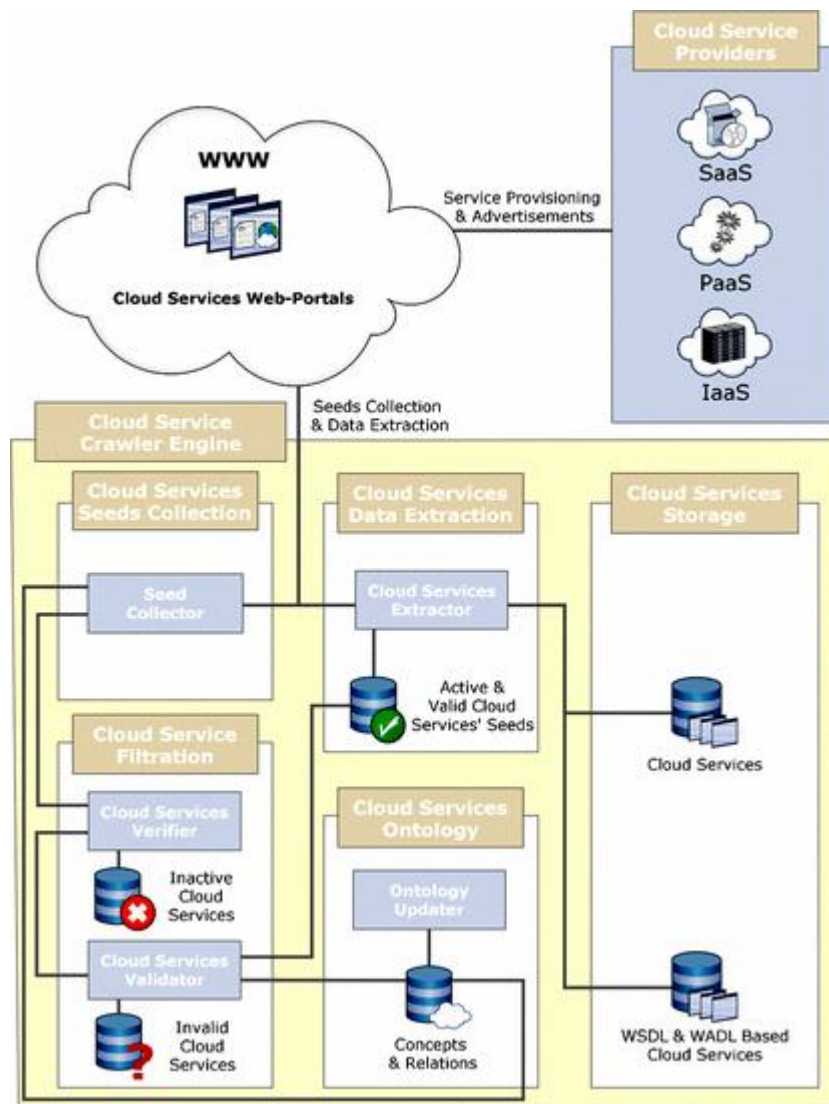 Cloud Service
Providers
SaaS
PaaS
IaaS
WWW
Cloud Services Web-Portals
Service Provisioning
& Advertisements
Seeds Collection
& Data Extraction
Cloud Service
Crawler Engine
Cloud Services
Seeds Collection
Seed
Collector
Cloud Services
Data Extraction
Cloud Services
Extractor
Active &
Valid Cloud
Services' Seeds
Cloud Services
Storage
Cloud Services
WSDL & WADL Based
Cloud Services
Cloud Service
Filtration
Cloud Services
Verifier
Inactive
Cloud
Services
Cloud Services
Validator
Invalid
Cloud
Services
Cloud Services
Ontology
Ontology
Updater
Concepts
& Relations